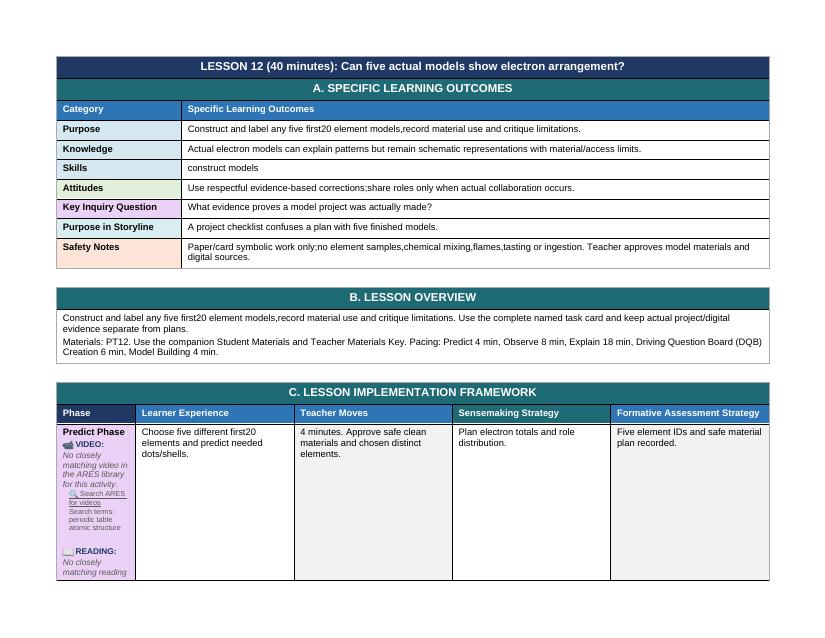 LESSON 12 (40 minutes): Can five actual models show electron arrangement?
A. SPECIFIC LEARNING OUTCOMES
Category Specific Learning Outcomes
Purpose Construct and label any five first20 element models,record material use and critique limitations.
Knowledge Actual electron models can explain patterns but remain schematic representations with material/access limits.
Skills construct models
Attitudes Use respectful evidence-based corrections;share roles only when actual collaboration occurs.
Key Inquiry Question What evidence proves a model project was actually made?
Purpose in Storyline A project checklist confuses a plan with five finished models.
Safety Notes Paper/card symbolic work only;no element samples,chemical mixing,flames,tasting or ingestion. Teacher approves model materials and
digital sources.
B. LESSON OVERVIEW
Construct and label any five first20 element models,record material use and critique limitations. Use the complete named task card and keep actual project/digital
evidence separate from plans.
Materials: PT12. Use the companion Student Materials and Teacher Materials Key. Pacing: Predict 4 min, Observe 8 min, Explain 18 min, Driving Question Board (DQB)
Creation 6 min, Model Building 4 min.
C. LESSON IMPLEMENTATION FRAMEWORK
Phase Learner Experience Teacher Moves Sensemaking Strategy Formative Assessment Strategy
Predict Phase
VIDEO:
No closely
matching video in
the ARES library
for this activity.
Search ARES
for videos
Search terms:
periodic table
atomic structure
READING:
No closely
matching reading
Choose five different first20
elements and predict needed
dots/shells.
4 minutes. Approve safe clean
materials and chosen distinct
elements.
Plan electron totals and role
distribution.
Five element IDs and safe material
plan recorded.